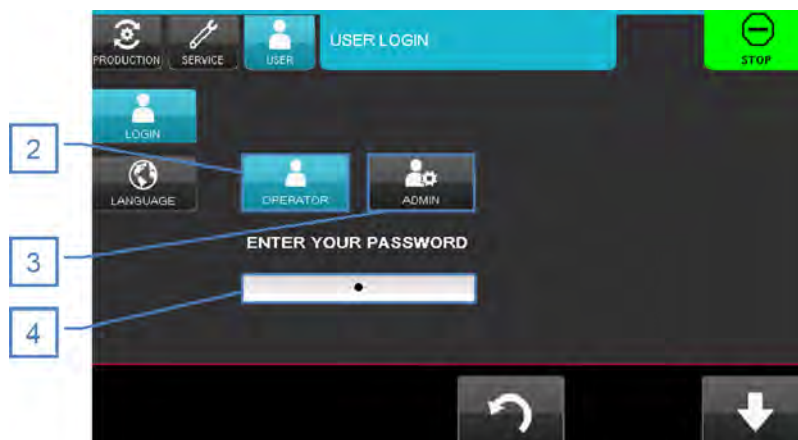 PRODUCTION
SERVICE
USER
USER LOGIN
STOP
LOGIN
2
LANGUAGE
OPERATOR
ADMIN
3
ENTER YOUR PASSWORD
4